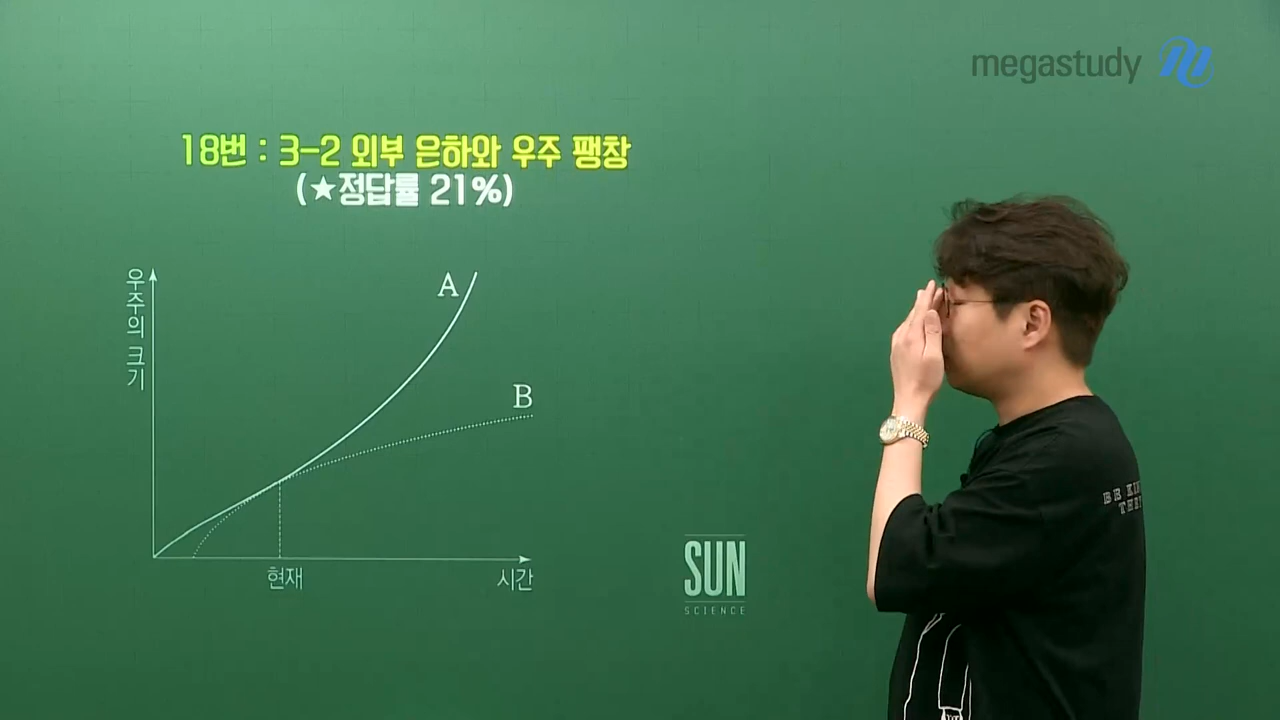 megastudy
18번 : 3-2 외부 은하와 우주 팽창
(★정답률 21%)
우주의 크기
A
B
현재
시간
SUN
SCIENCE